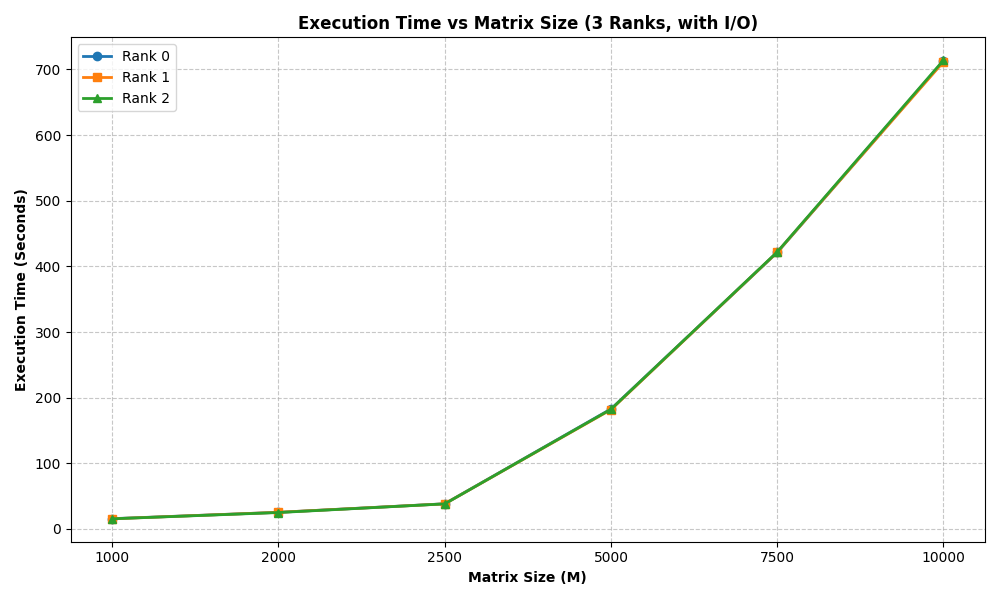 Execution Time vs Matrix Size (3 Ranks, with I/O)
Rank 0
Rank 1
Rank 2
Execution Time (Seconds)
700
600
500
400
300
200
100
0
1000 2000 2500 5000 7500 10000
Matrix Size (M)